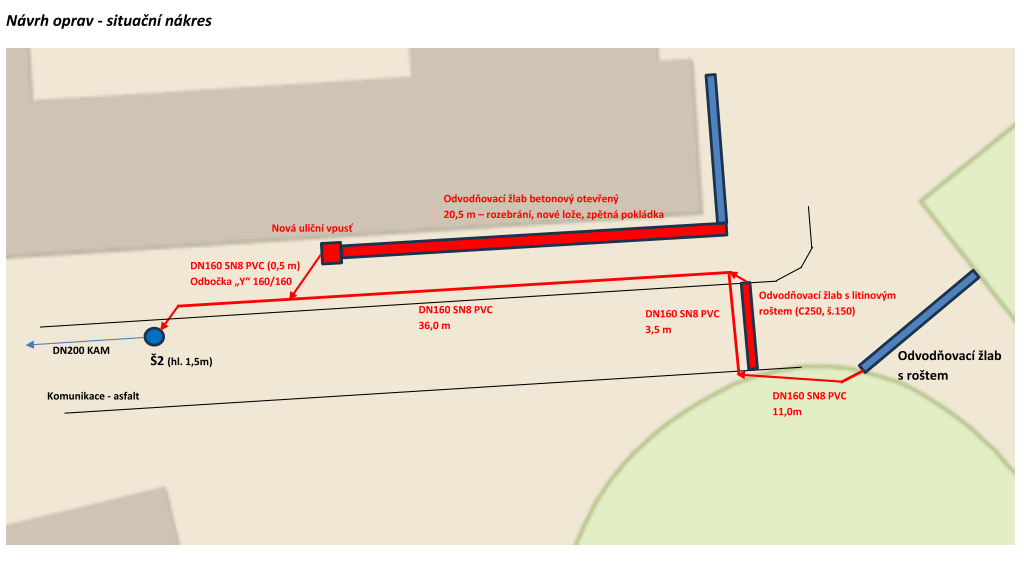 Návrh oprav - situační nákres
Odvodňovací žlab betonový otevřený
20,5 m – rozebrání, nové lože, zpětná pokládka
Nová uliční vpusť
DN160 SN8 PVC (0,5 m)
Odbočka „Y" 160/160
DN160 SN8 PVC
36,0 m
DN160 SN8 PVC
3,5 m
Odvodňovací žlab s litinovým
roštem (C250, š.150)
DN200 KAM
Š2 (hl. 1,5m)
Odvodňovací žlab
s roštem
Komunikace - asfalt
DN160 SN8 PVC
11,0m